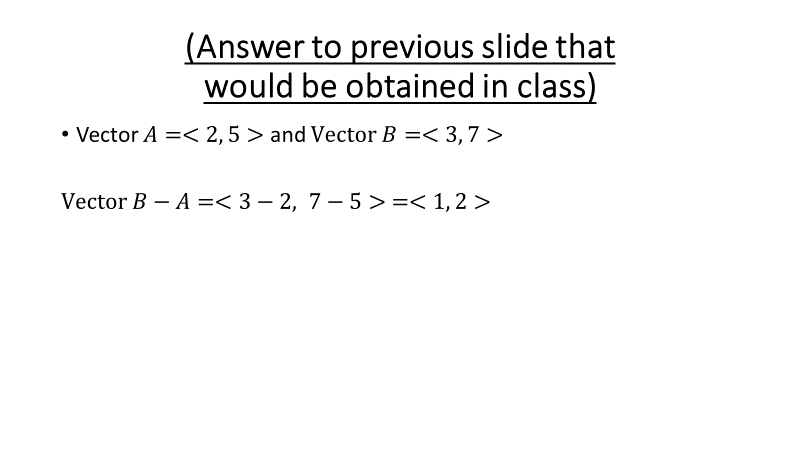 (Answer to previous slide that
would be obtained in class)
• Vector 𝐴 =< 2, 5 > and Vector 𝐵 =< 3, 7 >
Vector 𝐵 − 𝐴 =< 3 − 2, 7 − 5 > =< 1, 2 >